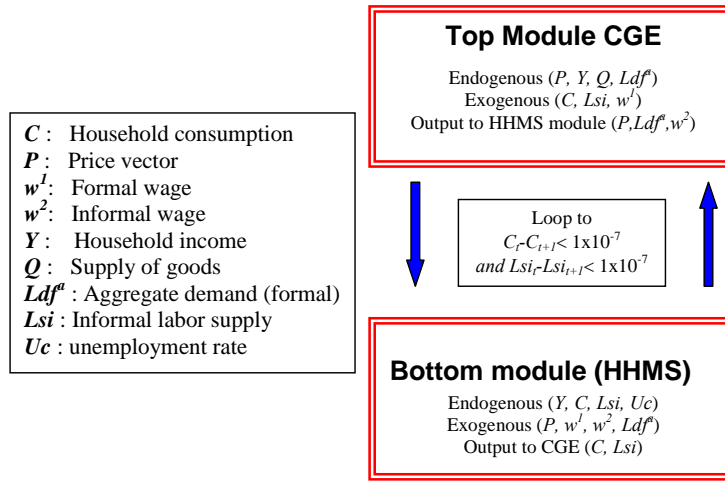 Top Module CGE
Endogenous (P, Y, Q, Ldfᵃ)
Exogenous (C, Lsi, w¹)
Output to HHMS module (P,Ldfᵃ,w²)
C : Household consumption
P : Price vector
w¹: Formal wage
w²: Informal wage
Y : Household income
Q : Supply of goods
Ldfᵃ : Aggregate demand (formal)
Lsi : Informal labor supply
Uc : unemployment rate
Loop to
Cₜ-Cₜ₊₁< 1x10⁻⁷
and Lsiₜ-Lsiₜ₊₁< 1x10⁻⁷
Bottom module (HHMS)
Endogenous (Y, C, Lsi, Uc)
Exogenous (P, w¹, w², Ldfᵃ)
Output to CGE (C, Lsi)